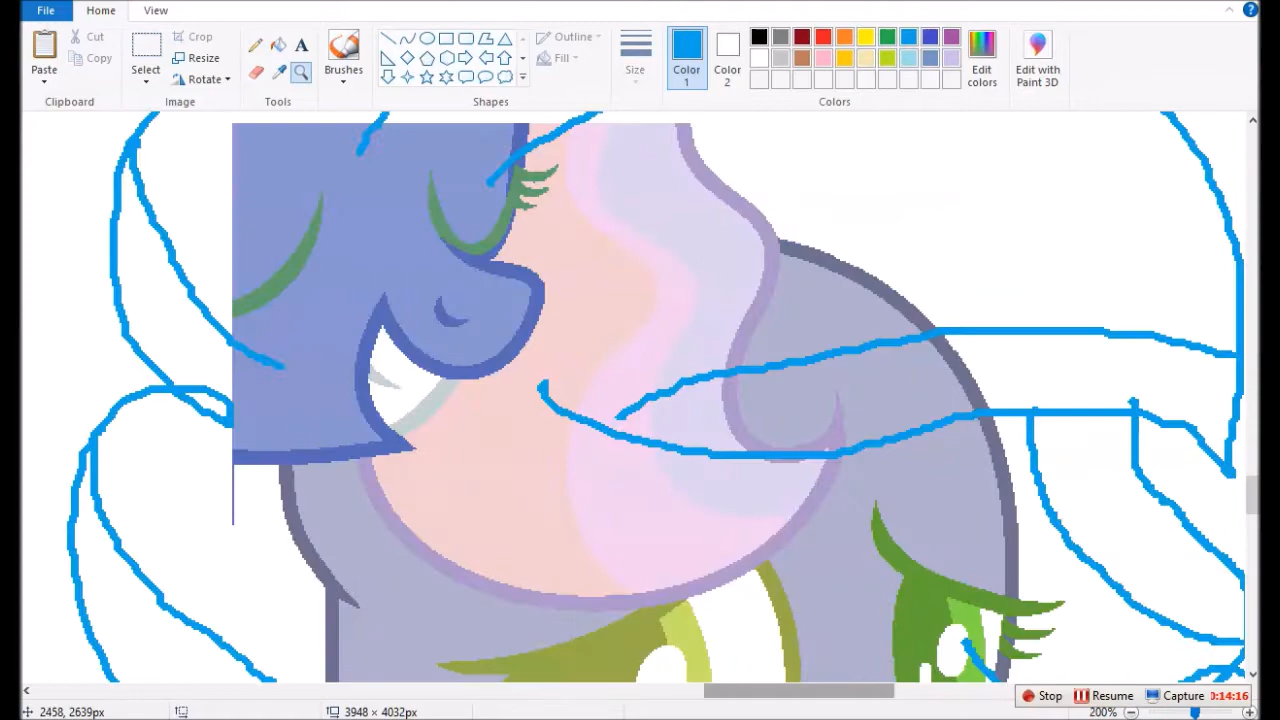 File Home View
Paste
Cut
Copy
Clipboard
Select
Crop
Resize
Rotate
Image
A
Tools
Brushes
Shapes
Outline
Fill
Size
Color
1
Color
2
Edit
colors
Colors
Edit with
Paint 3D
Stop Resume Capture 0:14:16
2458, 2639px 3948 × 4032px 200%